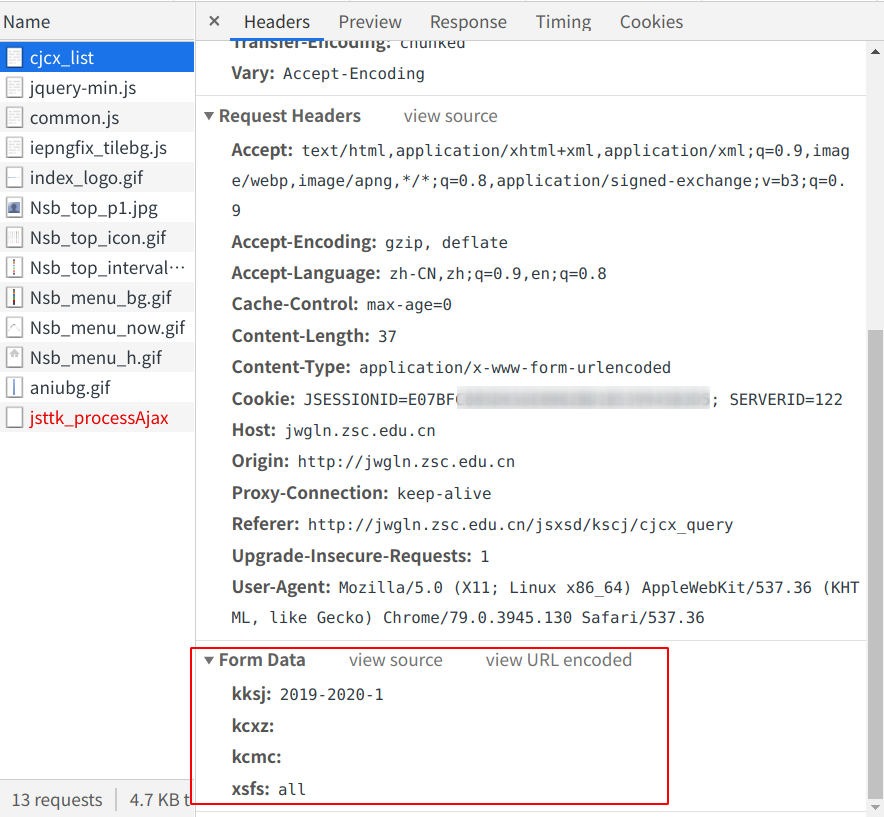 Name
× Headers Preview Response Timing Cookies
cjcx_list
jquery-min.js
common.js
iepngfix_tilebg.js
index_logo.gif
Nsb_top_p1.jpg
Nsb_top_icon.gif
Nsb_top_interval…
Nsb_menu_bg.gif
Nsb_menu_now.gif
Nsb_menu_h.gif
aniubg.gif
jsttk_processAjax
13 requests 4.7 KB t
Transfer-Encoding: chunked
Vary: Accept-Encoding
▼ Request Headers view source
Accept: text/html,application/xhtml+xml,application/xml;q=0.9,imag
e/webp,image/apng,*/*;q=0.8,application/signed-exchange;v=b3;q=0.
9
Accept-Encoding: gzip, deflate
Accept-Language: zh-CN,zh;q=0.9,en;q=0.8
Cache-Control: max-age=0
Content-Length: 37
Content-Type: application/x-www-form-urlencoded
Cookie: JSESSIONID=E07BF ; SERVERID=122
Host: jwgln.zsc.edu.cn
Origin: http://jwgln.zsc.edu.cn
Proxy-Connection: keep-alive
Referer: http://jwgln.zsc.edu.cn/jsxsd/kscj/cjcx_query
Upgrade-Insecure-Requests: 1
User-Agent: Mozilla/5.0 (X11; Linux x86_64) AppleWebKit/537.36 (KHT
ML, like Gecko) Chrome/79.0.3945.130 Safari/537.36
▼ Form Data view source view URL encoded
kksj: 2019-2020-1
kcxz:
kcmc:
xsfs: all